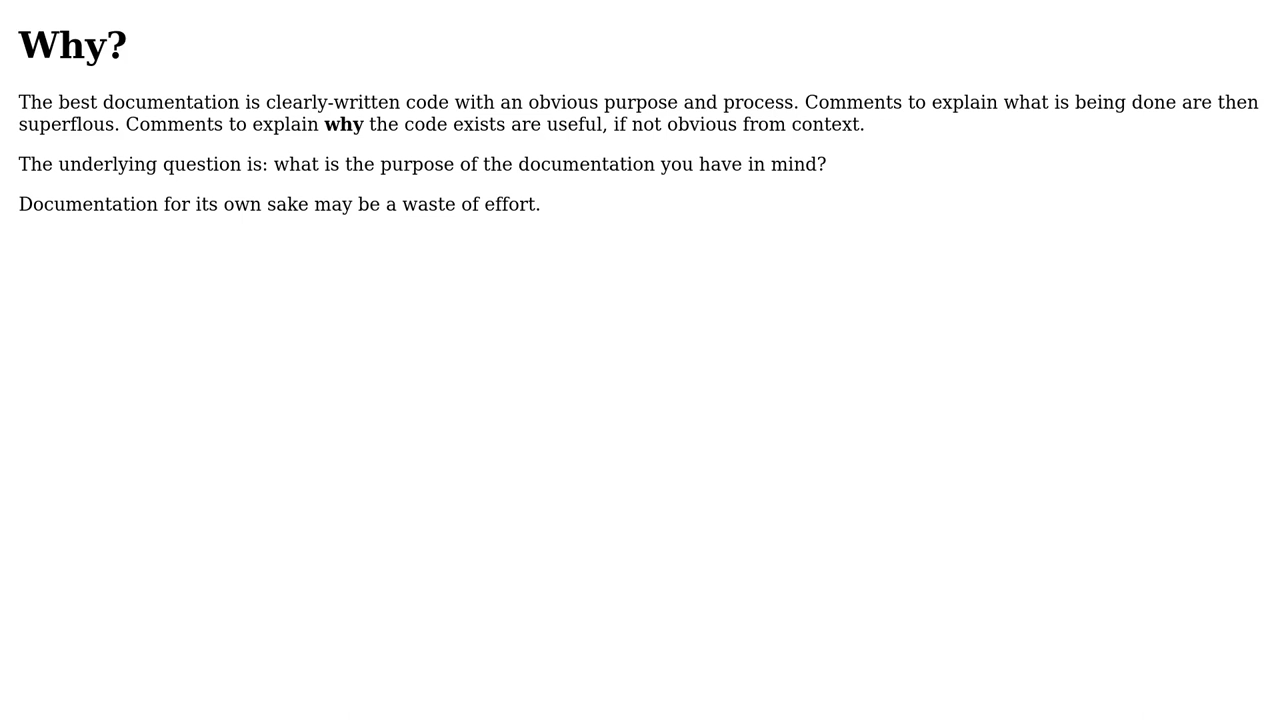 Why?
The best documentation is clearly-written code with an obvious purpose and process. Comments to explain what is being done are then
superflous. Comments to explain why the code exists are useful, if not obvious from context.
The underlying question is: what is the purpose of the documentation you have in mind?
Documentation for its own sake may be a waste of effort.